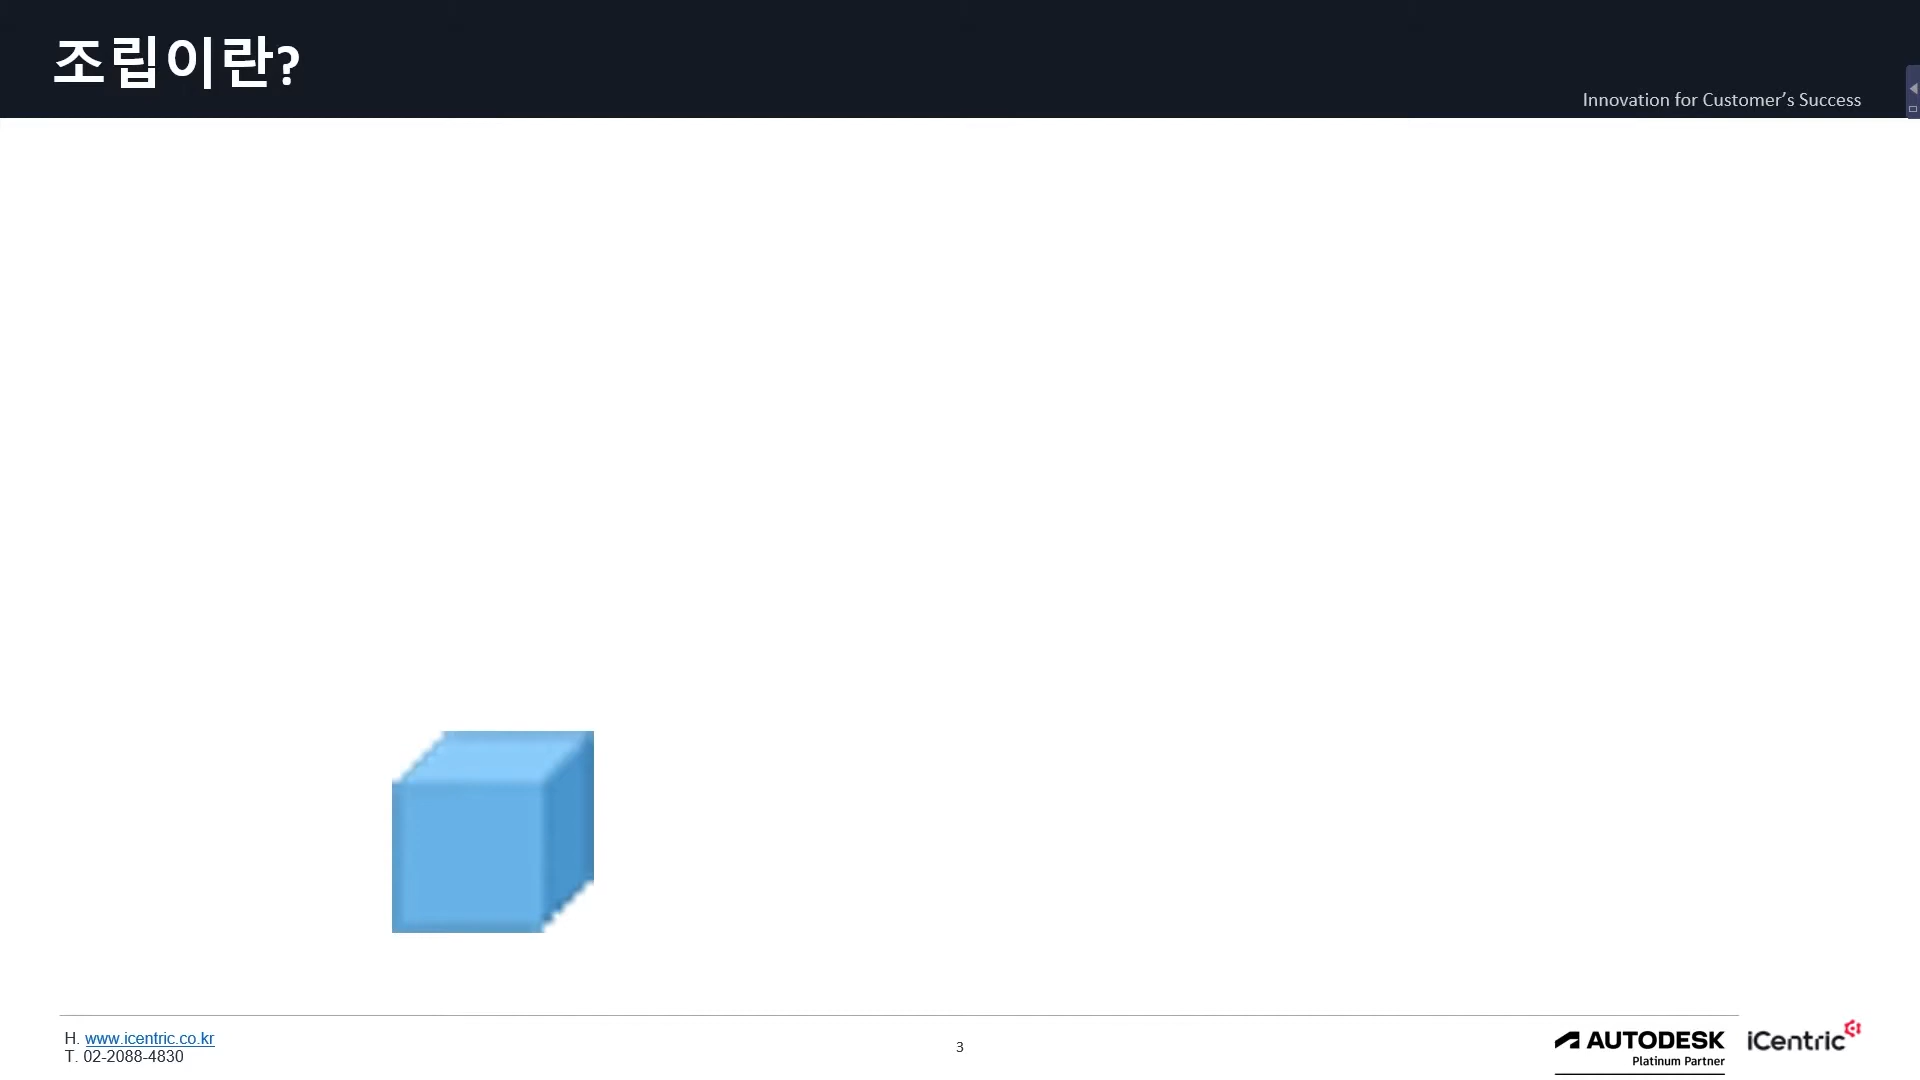 조립이란?
Innovation for Customer’s Success
H. www.icentric.co.kr
T. 02-2088-4830
3
AUTODESK
Platinum Partner
iCentric